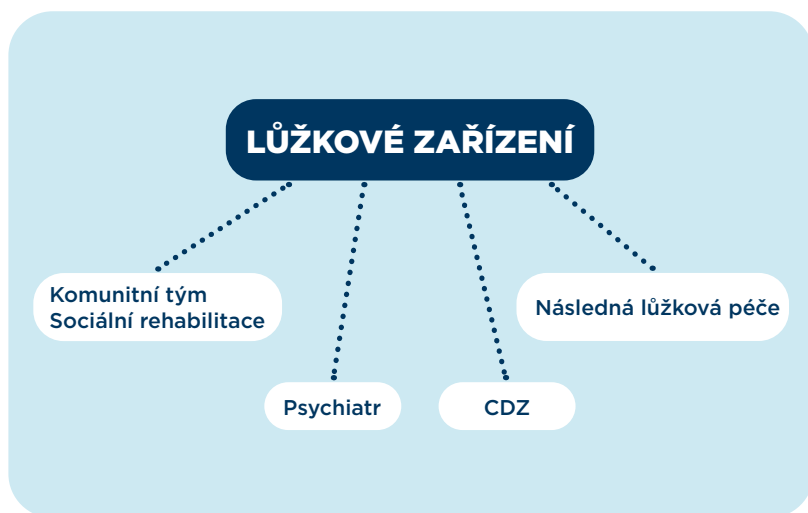 LŮŽKOVÉ ZAŘÍZENÍ
Komunitní tým
Sociální rehabilitace
Následná lůžková péče
Psychiatr
CDZ